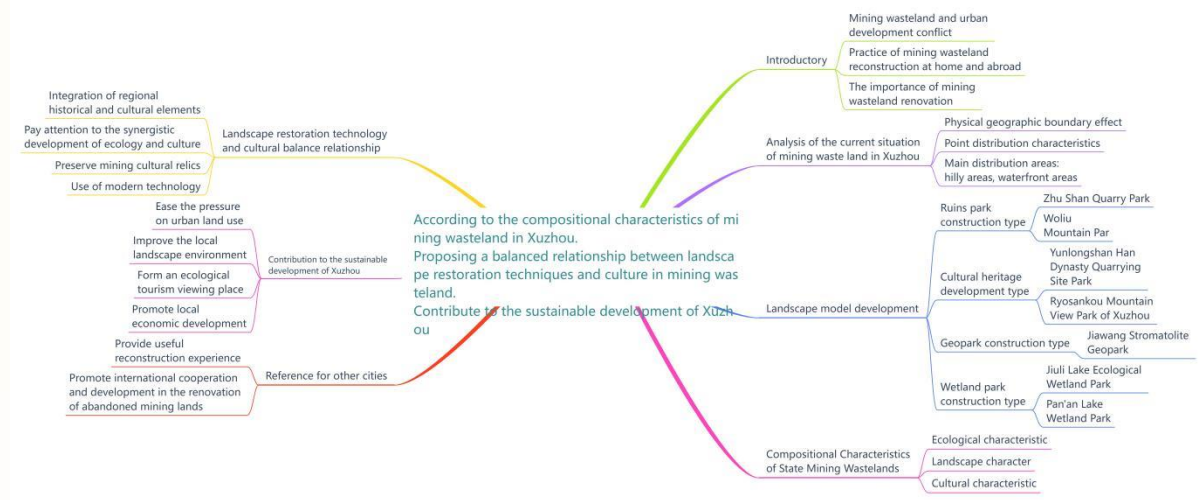 According to the compositional characteristics of mi
ning wasteland in Xuzhou.
Proposing a balanced relationship between landsca
pe restoration techniques and culture in mining was
teland.
Contribute to the sustainable development of Xuzh
ou
Introductory
Mining wasteland and urban
development conflict
Practice of mining wasteland
reconstruction at home and abroad
The importance of mining
wasteland renovation
Analysis of the current situation
of mining waste land in Xuzhou
Physical geographic boundary effect
Point distribution characteristics
Main distribution areas:
hilly areas, waterfront areas
Landscape model development
Ruins park
construction type
Zhu Shan Quarry Park
Woliu
Mountain Par
Cultural heritage
development type
Yunlongshan Han
Dynasty Quarrying
Site Park
Ryosankou Mountain
View Park of Xuzhou
Geopark construction type
Jiawang Stromatolite
Geopark
Wetland park
construction type
Jiuli Lake Ecological
Wetland Park
Pan'an Lake
Wetland Park
Compositional Characteristics
of State Mining Wastelands
Ecological characteristic
Landscape character
Cultural characteristic
Landscape restoration technology
and cultural balance relationship
Integration of regional
historical and cultural elements
Pay attention to the synergistic
development of ecology and culture
Preserve mining cultural relics
Use of modern technology
Contribution to the sustainable
development of Xuzhou
Ease the pressure
on urban land use
Improve the local
landscape environment
Form an ecological
tourism viewing place
Promote local
economic development
Reference for other cities
Provide useful
reconstruction experience
Promote international cooperation
and development in the renovation
of abandoned mining lands